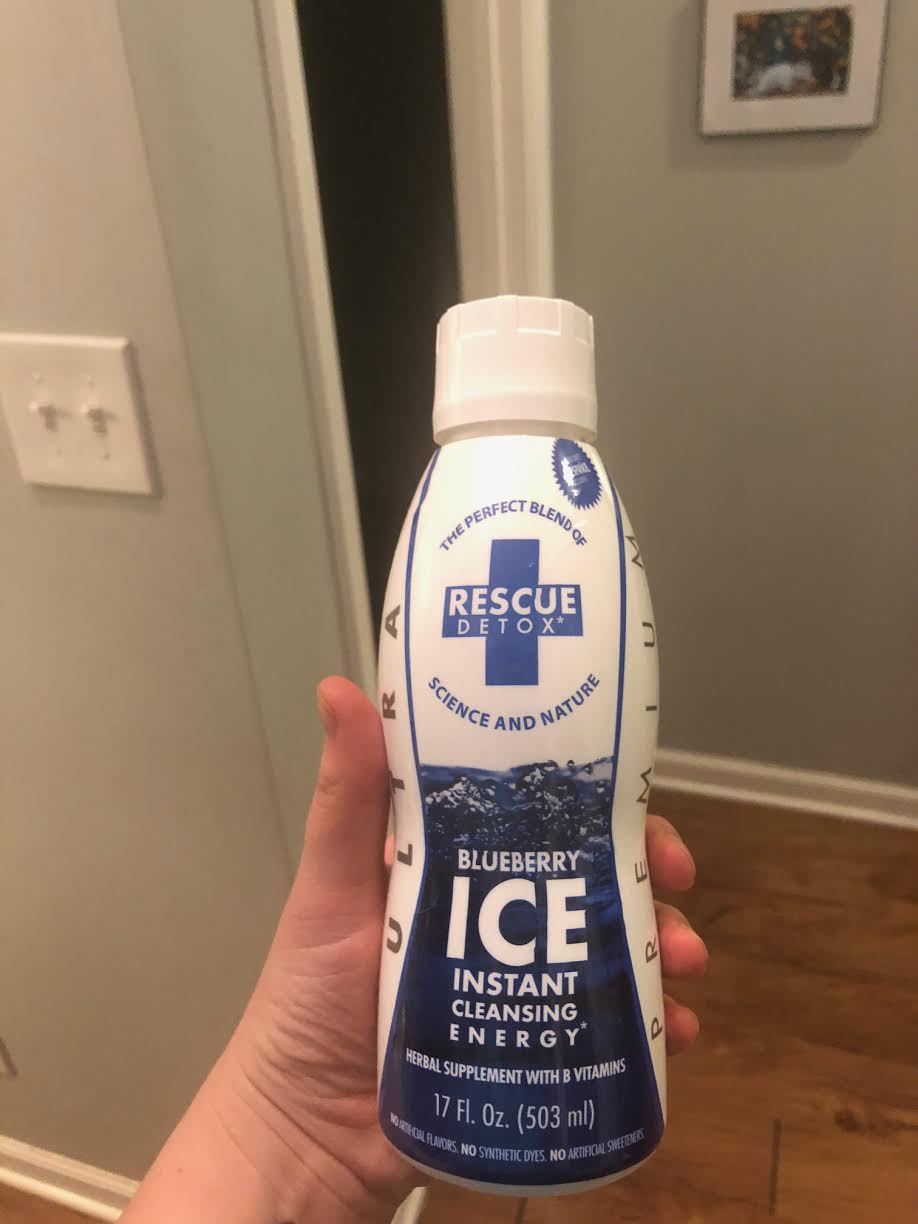 THE PERFECT BLEND OF
RESCUE
DETOX*
SCIENCE AND NATURE
ULTRA
PREMIUM
BLUEBERRY
ICE
INSTANT
CLEANSING
ENERGY*
HERBAL SUPPLEMENT WITH B VITAMINS
17 Fl. Oz. (503 ml)
NO ARTIFICIAL FLAVORS. NO SYNTHETIC DYES. NO ARTIFICIAL SWEETENERS